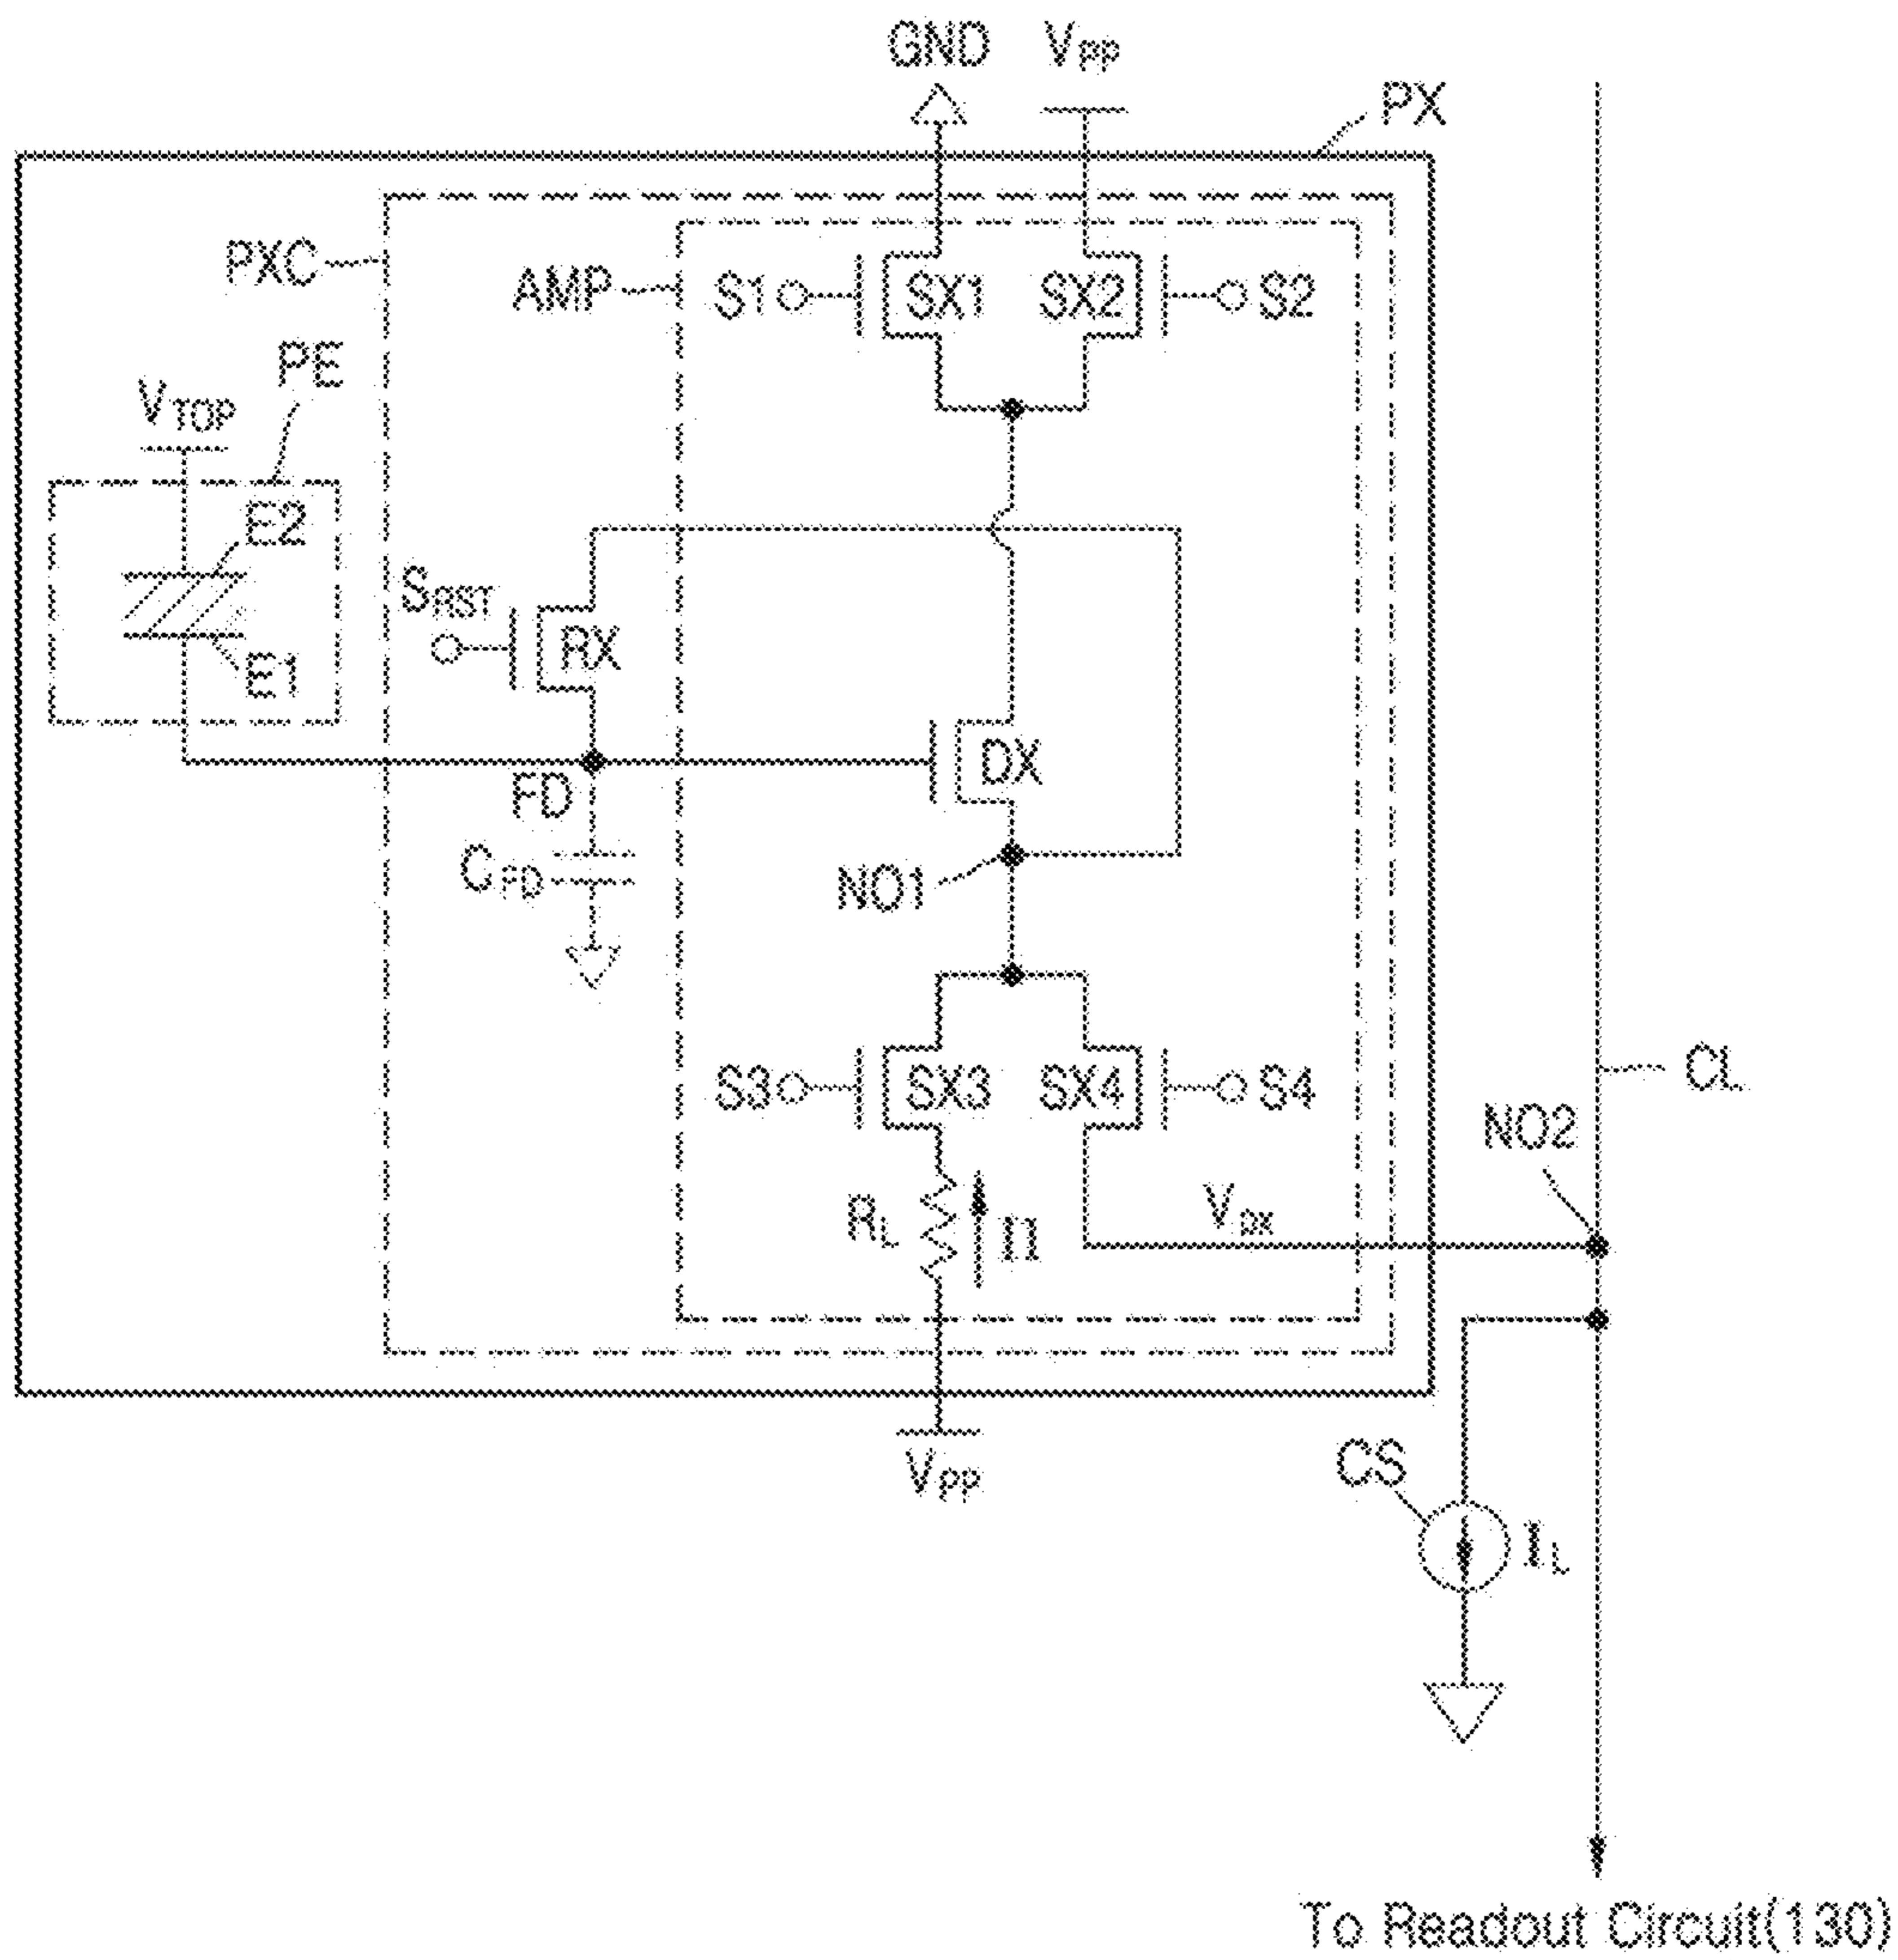 GND VPP
PX
PXC
AMP S1 SX1 SX2 S2
PE
VTOP
E2
SRST
RX
E1
DX
FD
CFD
NO1
S3 SX3 SX4 S4
CL
NO2
RL I1 VPX
VPP
CS
IL
To Readout Circuit(130)